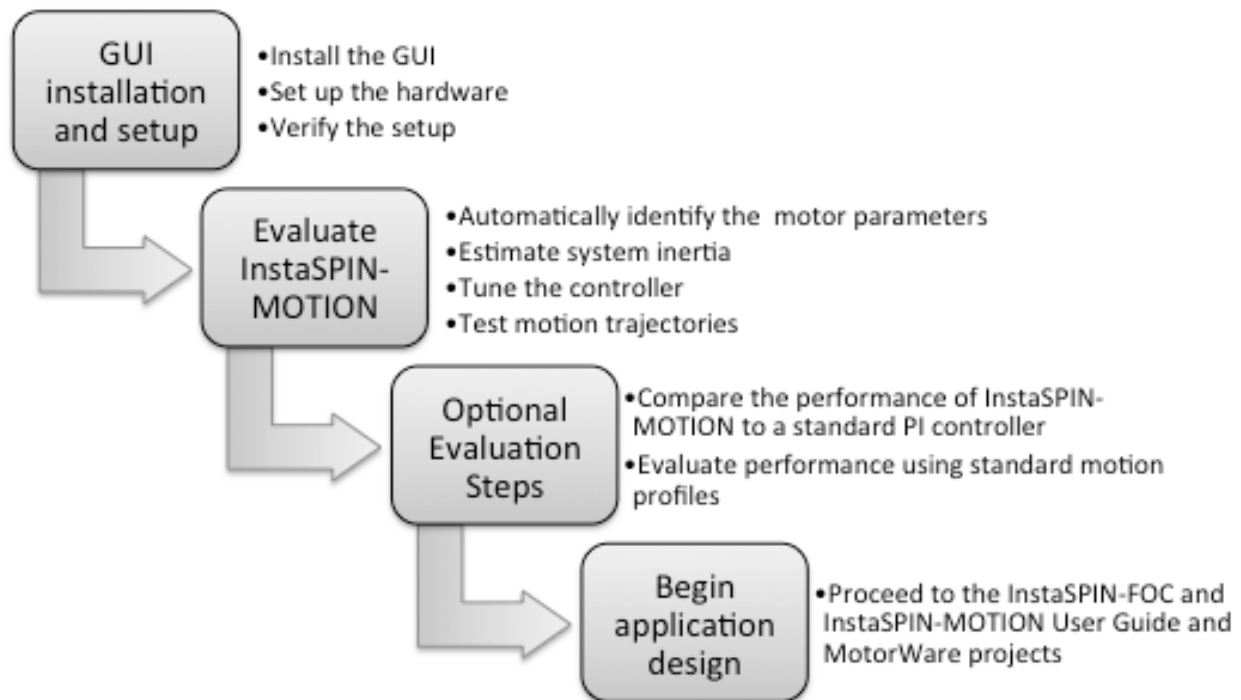 GUI
installation
and setup
•Install the GUI
•Set up the hardware
•Verify the setup
Evaluate
InstaSPIN-
MOTION
•Automatically identify the motor parameters
•Estimate system inertia
•Tune the controller
•Test motion trajectories
Optional
Evaluation
Steps
•Compare the performance of InstaSPIN-
MOTION to a standard PI controller
•Evaluate performance using standard motion
profiles
Begin
application
design
•Proceed to the InstaSPIN-FOC and
InstaSPIN-MOTION User Guide and
MotorWare projects